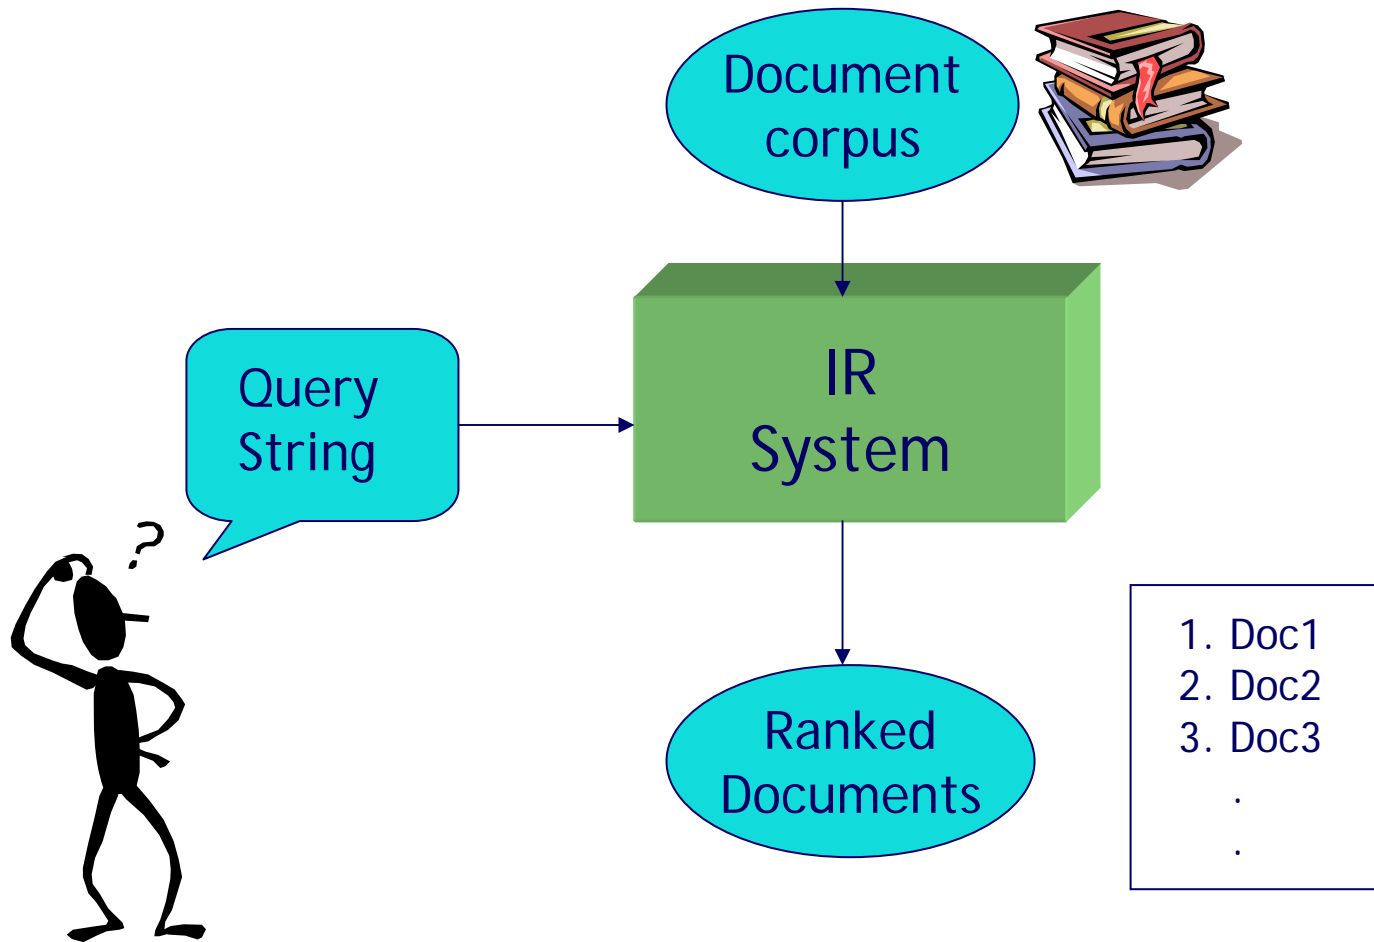 Document
corpus
Query
String
IR
System
?
Ranked
Documents
1. Doc1
2. Doc2
3. Doc3
.
.